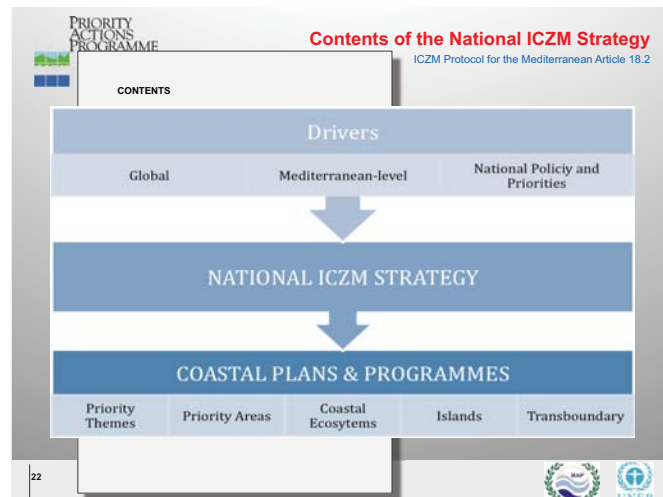 PRIORITY
ACTIONS
PROGRAMME
Contents of the National ICZM Strategy
ICZM Protocol for the Mediterranean Article 18.2
CONTENTS
Drivers
Global
Mediterranean-level
National Policiy and
Priorities
NATIONAL ICZM STRATEGY
COASTAL PLANS & PROGRAMMES
Priority
Themes
Priority Areas
Coastal
Ecosytems
Islands
Transboundary
22
MAP
UNEP